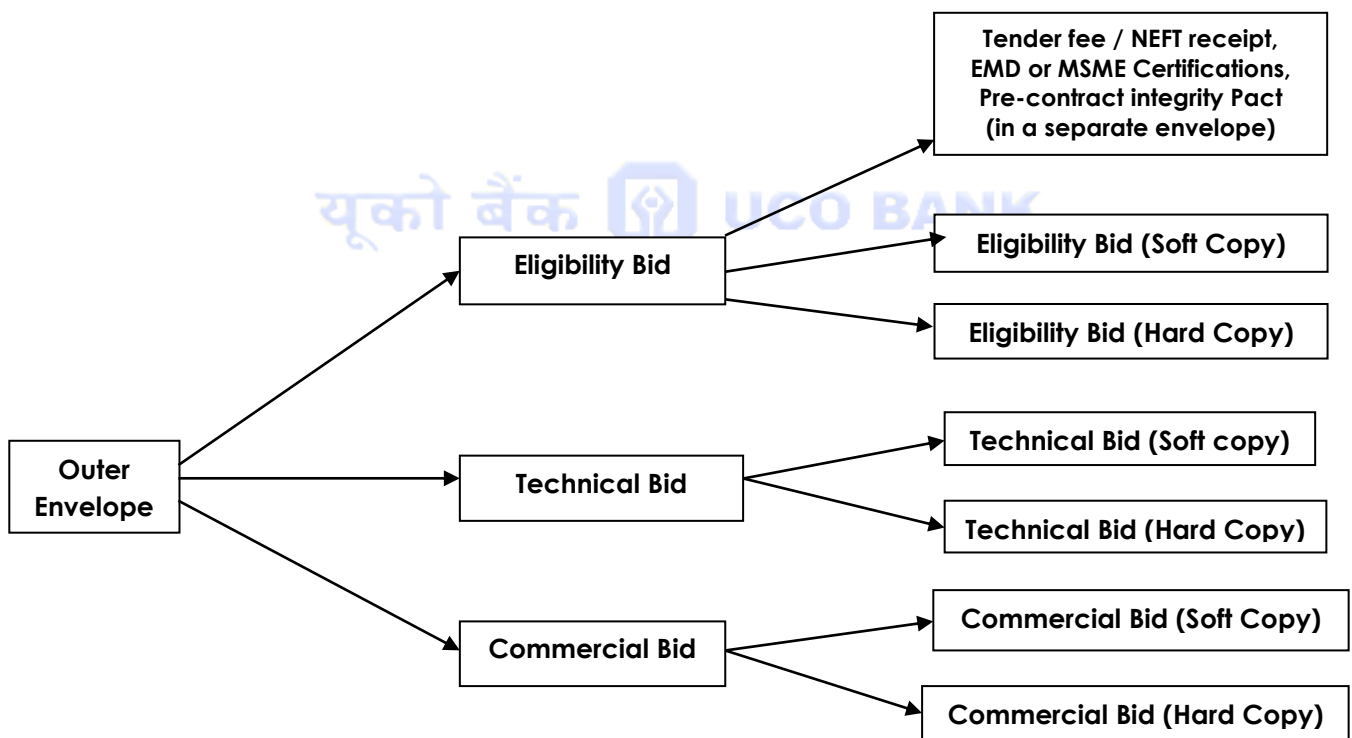 Tender fee / NEFT receipt,
EMD or MSME Certifications,
Pre-contract integrity Pact
(in a separate envelope)
यूको बैंक UCO BANK
Eligibility Bid
Eligibility Bid (Soft Copy)
Eligibility Bid (Hard Copy)
Outer
Envelope
Technical Bid
Technical Bid (Soft copy)
Technical Bid (Hard Copy)
Commercial Bid
Commercial Bid (Soft Copy)
Commercial Bid (Hard Copy)